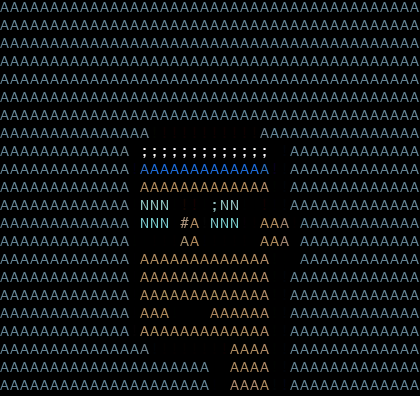 AAAAAAAAAAAAAAAAAAAAAAAAAAAAAAAAAAAAAAAAAA
AAAAAAAAAAAAAAAAAAAAAAAAAAAAAAAAAAAAAAAAAA
AAAAAAAAAAAAAAAAAAAAAAAAAAAAAAAAAAAAAAAAAA
AAAAAAAAAAAAAAAAAAAAAAAAAAAAAAAAAAAAAAAAAA
AAAAAAAAAAAAAAAAAAAAAAAAAAAAAAAAAAAAAAAAAA
AAAAAAAAAAAAAAAAAAAAAAAAAAAAAAAAAAAAAAAAAA
AAAAAAAAAAAAAAAAAAAAAAAAAAAAAAAAAAAAAAAAAA
AAAAAAAAAAAAAAA           AAAAAAAAAAAAAAAA
AAAAAAAAAAAAA ;;;;;;;;;;;;;  AAAAAAAAAAAAA
AAAAAAAAAAAAA AAAAAAAAAAAAA  AAAAAAAAAAAAA
AAAAAAAAAAAAA AAAAAAAAAAAAA  AAAAAAAAAAAAA
AAAAAAAAAAAAA NNN    ;NN     AAAAAAAAAAAAA
AAAAAAAAAAAAA NNN #A NNN  AAA AAAAAAAAAAAA
AAAAAAAAAAAAA     AA      AAA AAAAAAAAAAAA
AAAAAAAAAAAAA AAAAAAAAAAAAA   AAAAAAAAAAAA
AAAAAAAAAAAAA AAAAAAAAAAAAA  AAAAAAAAAAAAA
AAAAAAAAAAAAA AAAAAAAAAAAAA  AAAAAAAAAAAAA
AAAAAAAAAAAAA AAA    AAAAAA  AAAAAAAAAAAAA
AAAAAAAAAAAAA AAAAAAAAAAAAA  AAAAAAAAAAAAA
AAAAAAAAAAAAAAA        AAAA  AAAAAAAAAAAAA
AAAAAAAAAAAAAAAAAAAAA  AAAA  AAAAAAAAAAAAA
AAAAAAAAAAAAAAAAAAAAA  AAAA  AAAAAAAAAAAAA